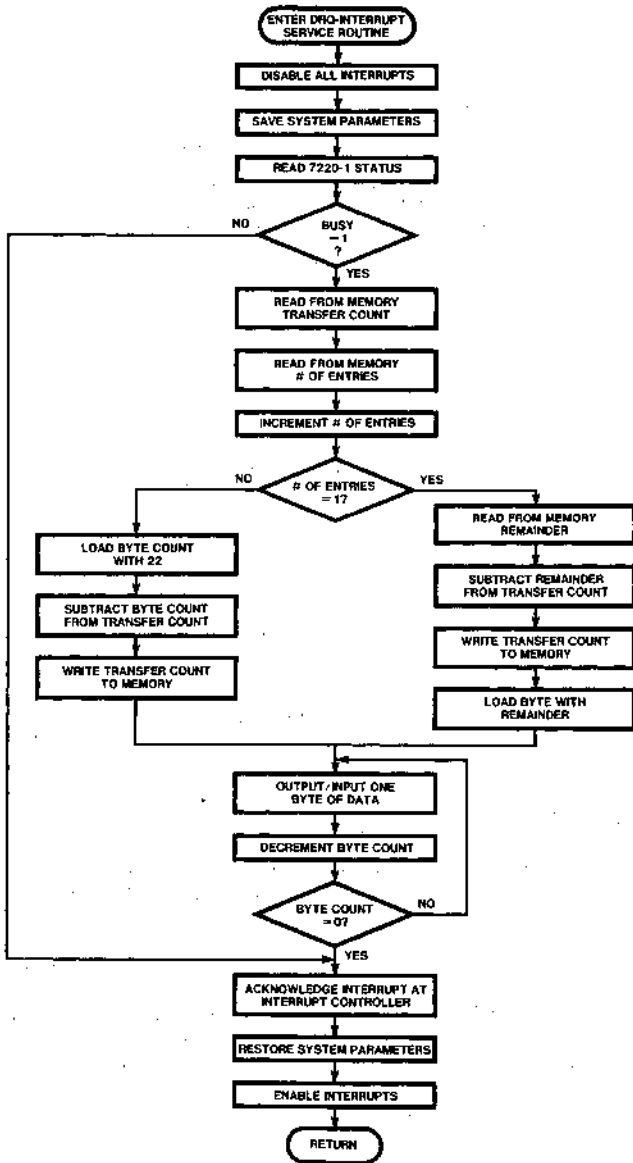 ENTER DRQ-INTERRUPT
SERVICE ROUTINE
DISABLE ALL INTERRUPTS
SAVE SYSTEM PARAMETERS
READ 7220-1 STATUS
NO
BUSY
= 1
?
YES
READ FROM MEMORY
TRANSFER COUNT
READ FROM MEMORY
# OF ENTRIES
INCREMENT # OF ENTRIES
NO
# OF ENTRIES
= 1?
YES
LOAD BYTE COUNT
WITH 22
SUBTRACT BYTE COUNT
FROM TRANSFER COUNT
WRITE TRANSFER COUNT
TO MEMORY
READ FROM MEMORY
REMAINDER
SUBTRACT REMAINDER
FROM TRANSFER COUNT
WRITE TRANSFER COUNT
TO MEMORY
LOAD BYTE WITH
REMAINDER
OUTPUT/INPUT ONE
BYTE OF DATA
DECREMENT BYTE COUNT
BYTE COUNT
= 0?
NO
YES
ACKNOWLEDGE INTERRUPT AT
INTERRUPT CONTROLLER
RESTORE SYSTEM PARAMETERS
ENABLE INTERRUPTS
RETURN